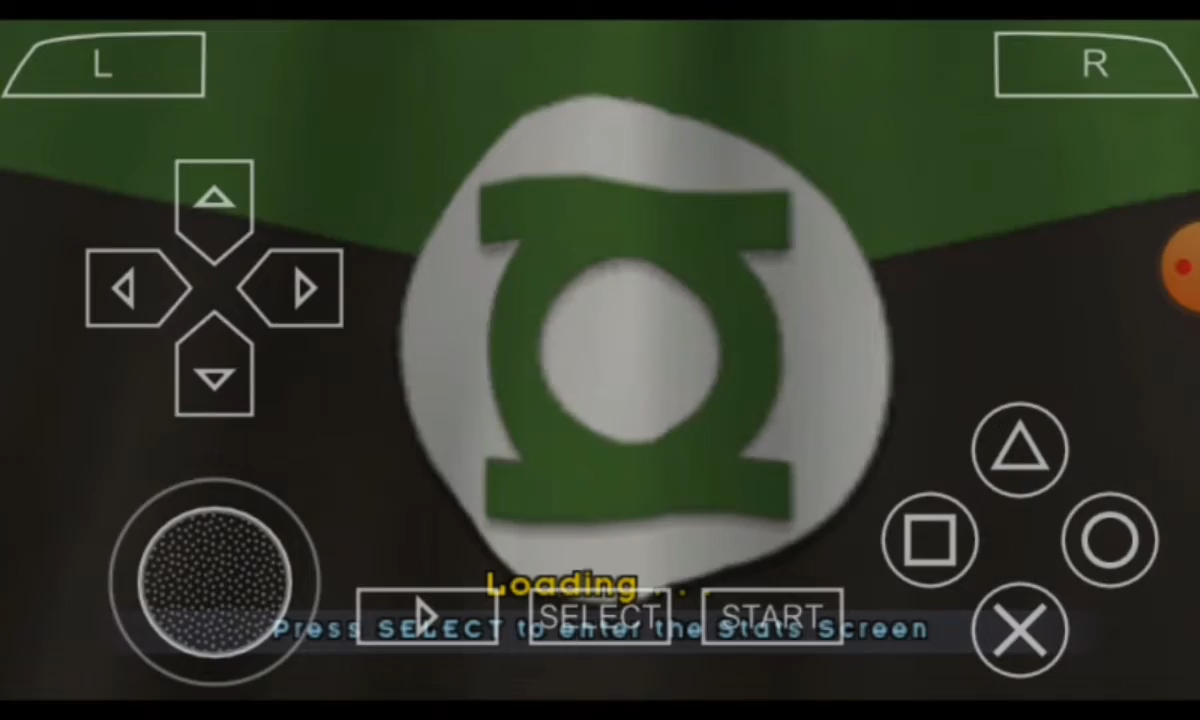 L
R
Loading . . .
SELECT
START
Press SELECT to enter the Stats Screen